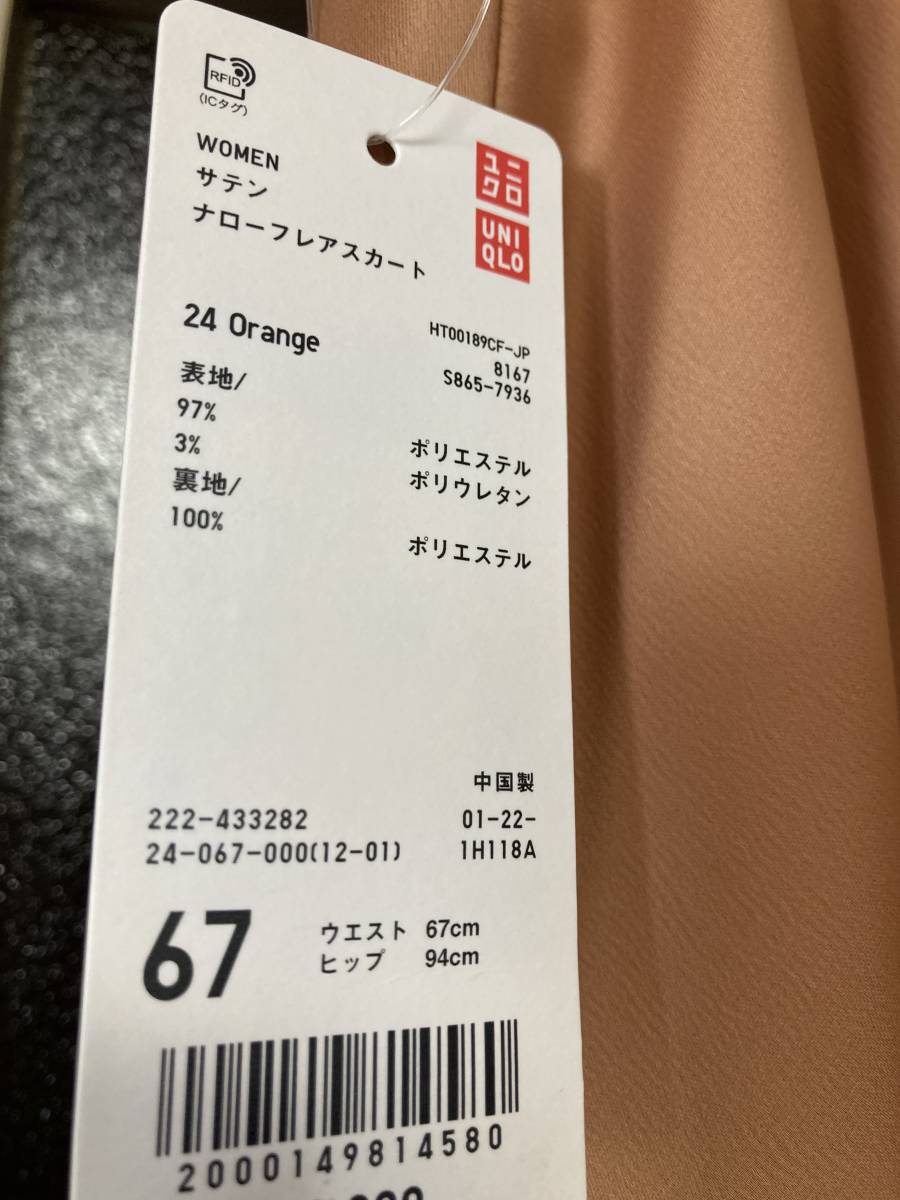 RFID
(ICタグ)
WOMEN
サテン
ナローフレアスカート
ユニ
クロ
UNI
QLO
24 Orange
HT00189CF-JP
8167
S865-7936
表地/
97% ポリエステル
3% ポリウレタン
裏地/
100% ポリエステル
中国製
222-433282 01-22-
24-067-000(12-01) 1H118A
67
ウエスト 67cm
ヒップ 94cm
2000149814580